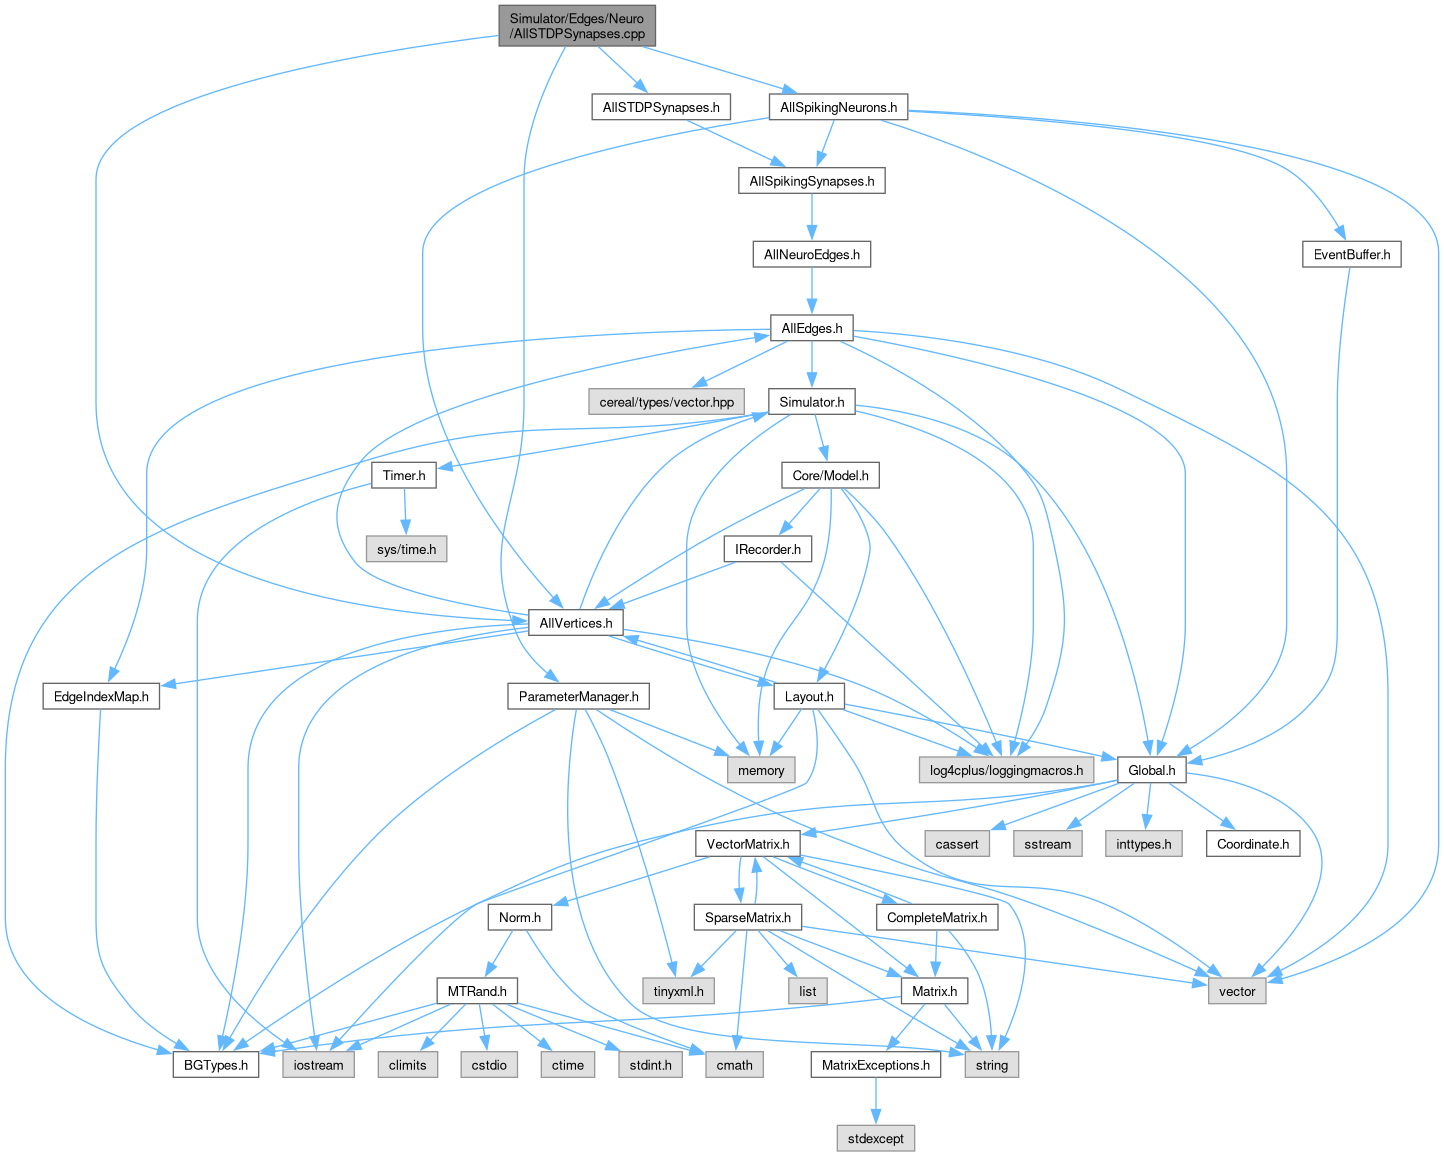 Simulator/Edges/Neuro
/AllSTDPSynapses.cpp
AllSTDPSynapses.h
AllSpikingNeurons.h
AllSpikingSynapses.h
AllNeuroEdges.h
EventBuffer.h
AllEdges.h
cereal/types/vector.hpp
Simulator.h
Timer.h
Core/Model.h
sys/time.h
IRecorder.h
AllVertices.h
EdgeIndexMap.h
ParameterManager.h
Layout.h
memory
log4cplus/loggingmacros.h
Global.h
VectorMatrix.h
cassert
sstream
inttypes.h
Coordinate.h
Norm.h
SparseMatrix.h
CompleteMatrix.h
MTRand.h
tinyxml.h
list
Matrix.h
vector
BGTypes.h
iostream
climits
cstdio
ctime
stdint.h
cmath
MatrixExceptions.h
string
stdexcept